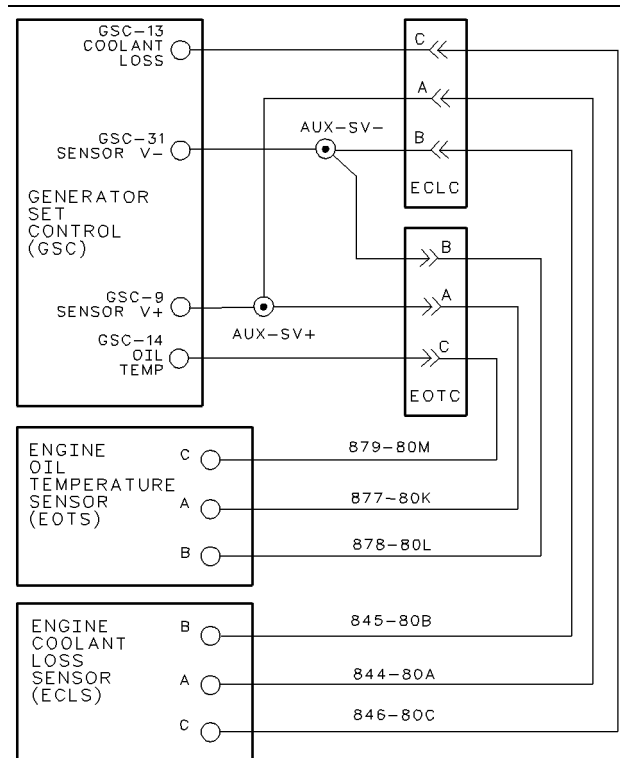 GSC-13
COOLANT
LOSS
C
A
AUX-SV-
GSC-31
SENSOR V-
B
ECLC
GENERATOR
SET
CONTROL
(GSC)
B
GSC-9
SENSOR V+
A
AUX-SV+
GSC-14
OIL
TEMP
C
EOTC
ENGINE
OIL
TEMPERATURE
SENSOR
(EOTS)
C
879-80M
A
877-80K
B
878-80L
ENGINE
COOLANT
LOSS
SENSOR
(ECLS)
B
845-80B
A
844-80A
C
846-80C